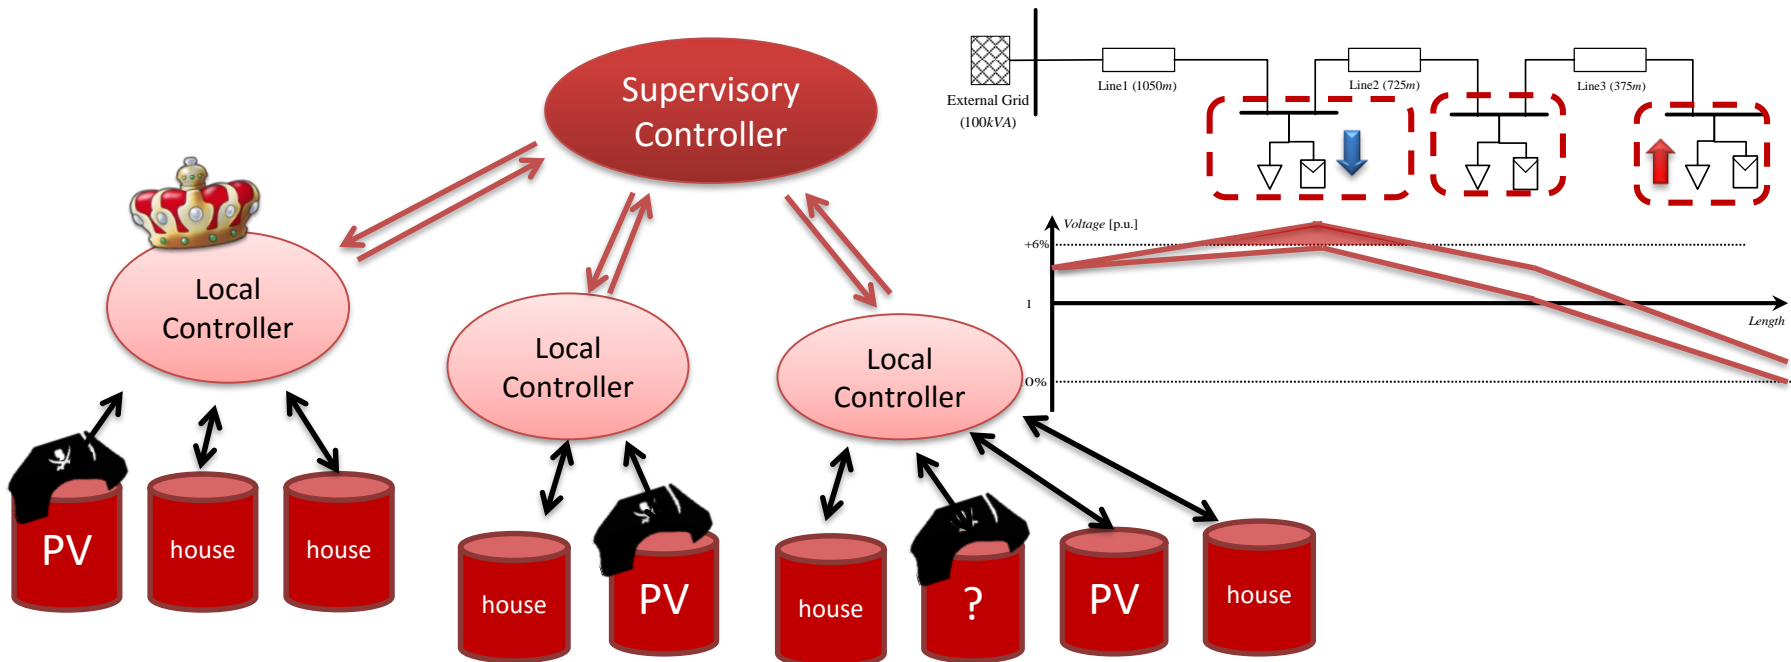 Supervisory
Controller
Local
Controller
Local
Controller
Local
Controller
PV
house
house
house
PV
house
?
PV
house
External Grid
(100kVA)
Line1 (1050m)
Line2 (725m)
Line3 (375m)
Voltage [p.u.]
+6%
1
Length
0%